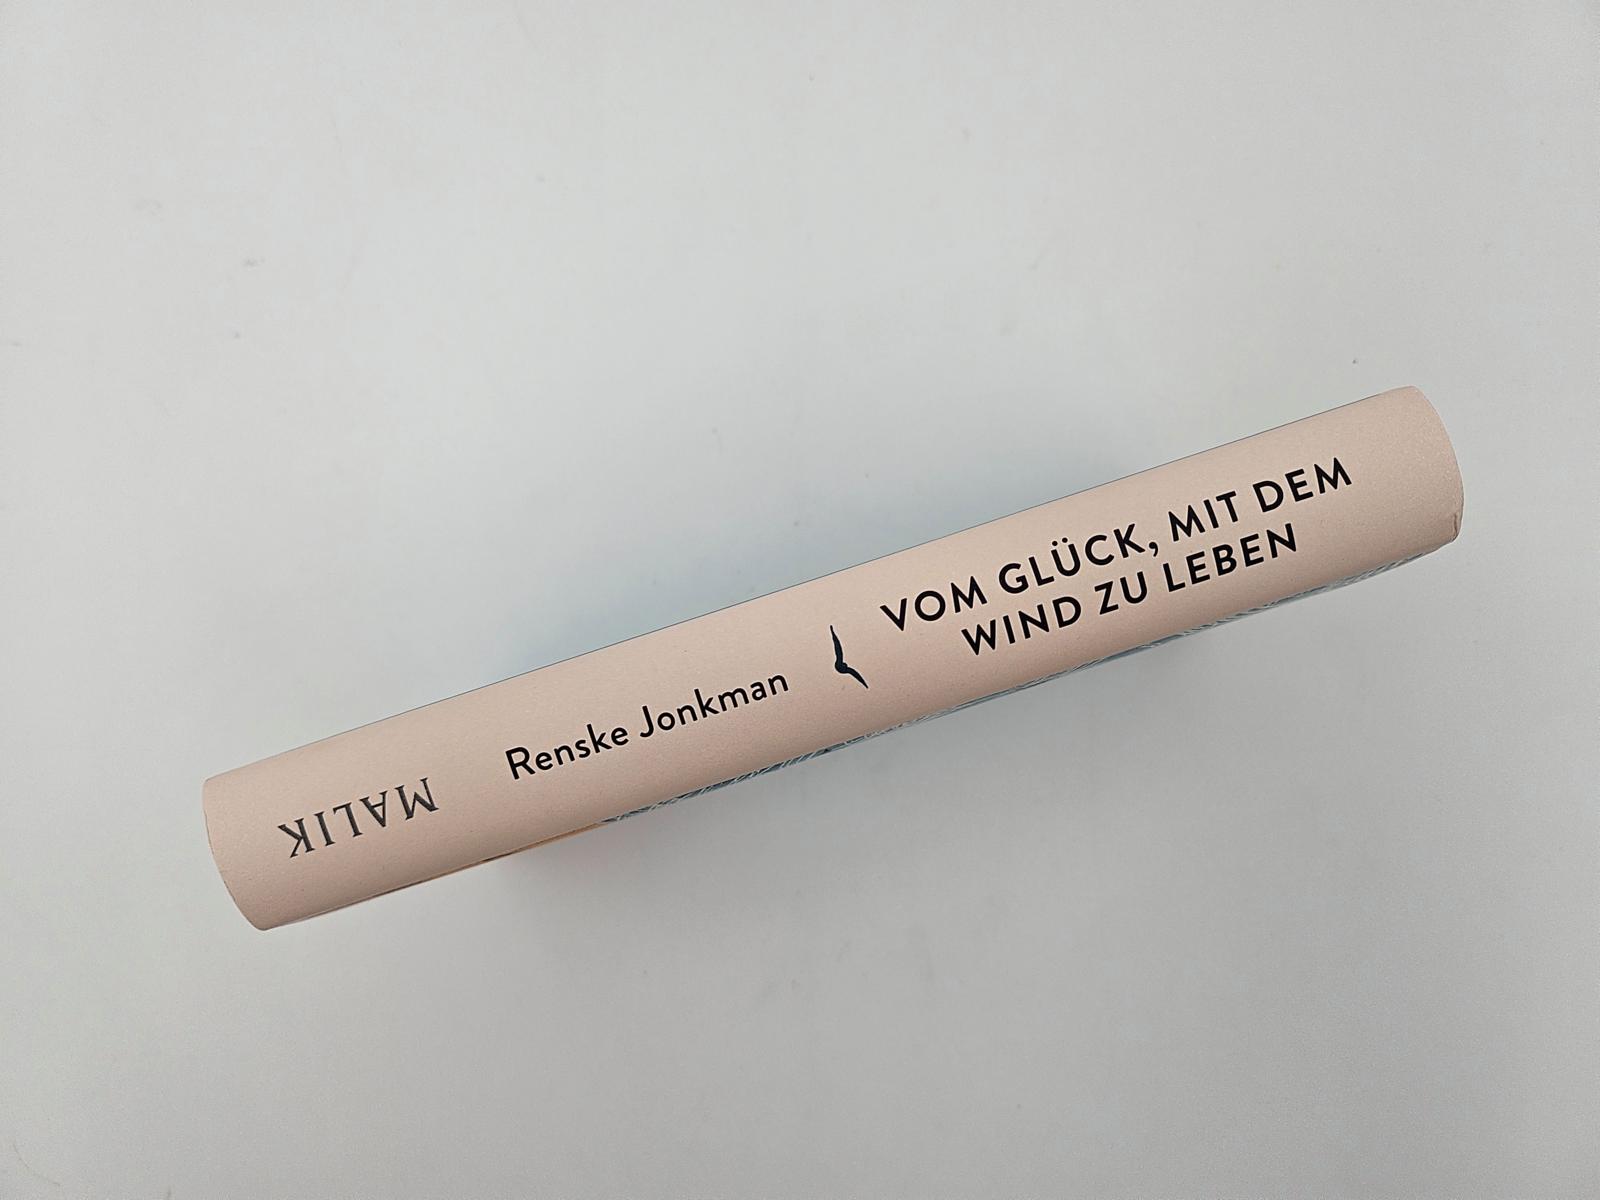 MALIK
Renske Jonkman
VOM GLÜCK, MIT DEM
WIND ZU LEBEN